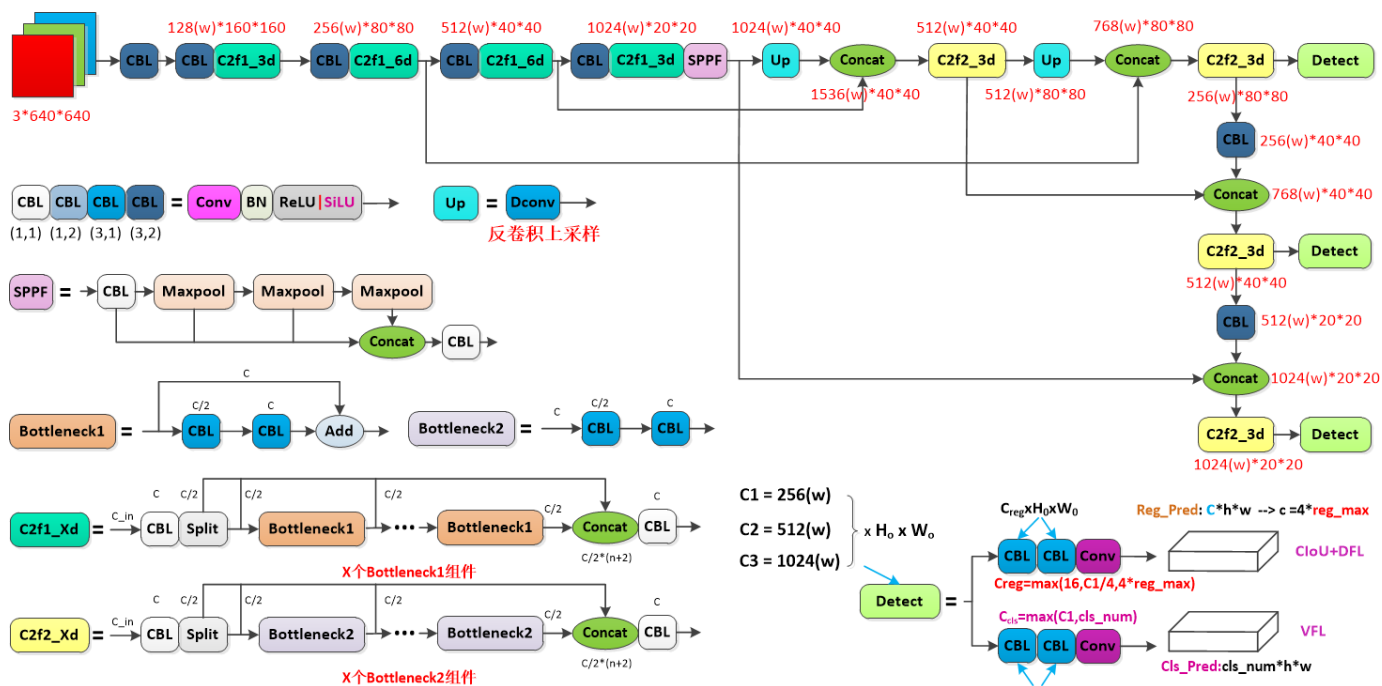 128(w)*160*160
256(w)*80*80
512(w)*40*40
1024(w)*20*20
1024(w)*40*40
512(w)*40*40
768(w)*80*80
CBL
CBL
C2f1_3d
CBL
C2f1_6d
CBL
C2f1_6d
CBL
C2f1_3d
SPPF
Up
Concat
C2f2_3d
Up
Concat
C2f2_3d
Detect
3*640*640
1536(w)*40*40
512(w)*80*80
256(w)*80*80
CBL
256(w)*40*40
Concat
768(w)*40*40
C2f2_3d
Detect
512(w)*40*40
CBL
512(w)*20*20
Concat
1024(w)*20*20
C2f2_3d
Detect
1024(w)*20*20
CBL CBL CBL CBL = Conv BN ReLU|SiLU
(1,1) (1,2) (3,1) (3,2)
Up = Dconv
反卷积上采样
SPPF = CBL Maxpool Maxpool Maxpool
Concat CBL
C
C/2 C
Bottleneck1 = CBL CBL Add
C C/2 C
Bottleneck2 = CBL CBL
C C/2 C/2 C/2 C/2 C
C2f1_Xd = C_in CBL Split Bottleneck1 ••• Bottleneck1 Concat CBL
C/2*(n+2)
X个Bottleneck1组件
C C/2 C/2 C/2 C/2 C
C2f2_Xd = C_in CBL Split Bottleneck2 ••• Bottleneck2 Concat CBL
C/2*(n+2)
X个Bottleneck2组件
C1 = 256(w)
C2 = 512(w)
C3 = 1024(w)
x Ho x Wo
Detect =
CregxH0xW0
CBL CBL Conv
Creg=max(16,C1/4,4*reg_max)
Reg_Pred: C*h*w --> c =4*reg_max
CIoU+DFL
Ccls=max(C1,cls_num)
CBL CBL Conv
VFL
Cls_Pred:cls_num*h*w